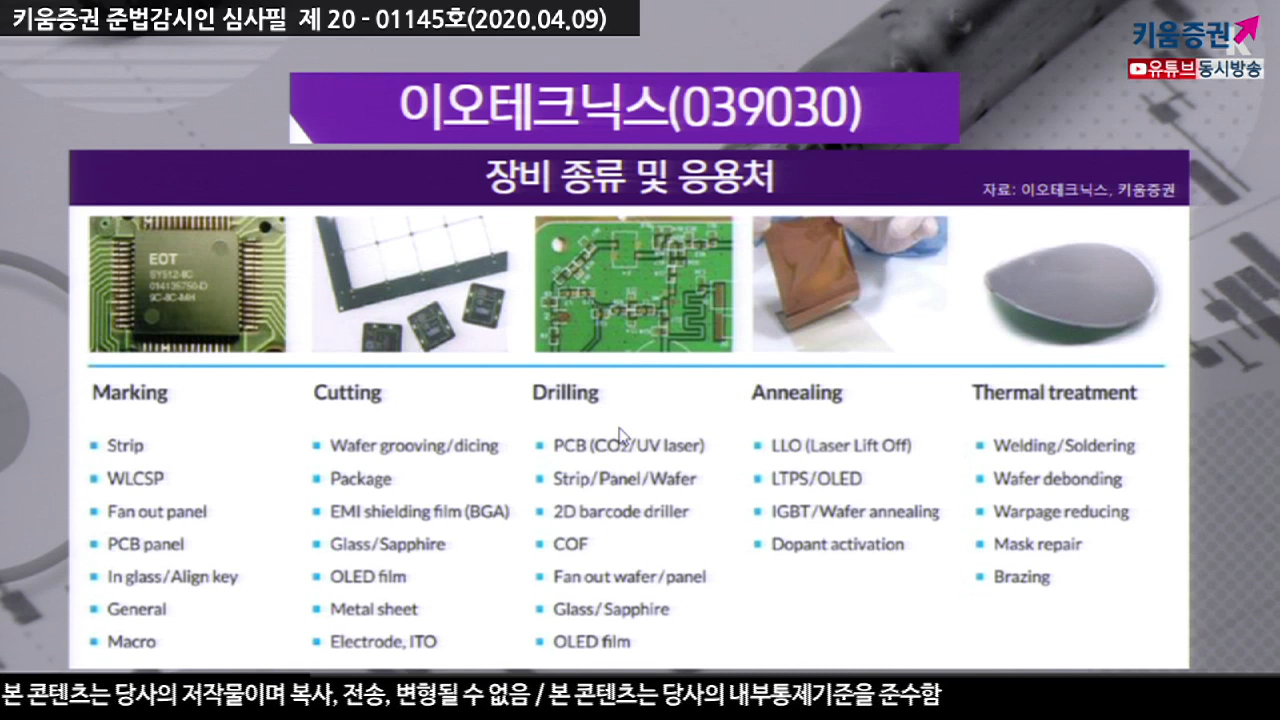 키움증권 준법감시인 심사필 제 20 - 01145호(2020.04.09)
키움증권
유튜브 동시방송
이오테크닉스(039030)
장비 종류 및 응용처
자료: 이오테크닉스, 키움증권
EOT
SY512-8C
014135750-D
9C-8C-MH
Marking
Strip
WLCSP
Fan out panel
PCB panel
In glass/Align key
General
Macro
Cutting
Wafer grooving/dicing
Package
EMI shielding film (BGA)
Glass/Sapphire
OLED film
Metal sheet
Electrode, ITO
Drilling
PCB (CO2/UV laser)
Strip/Panel/Wafer
2D barcode driller
COF
Fan out wafer/panel
Glass/Sapphire
OLED film
Annealing
LLO (Laser Lift Off)
LTPS/OLED
IGBT/Wafer annealing
Dopant activation
Thermal treatment
Welding/Soldering
Wafer debonding
Warpage reducing
Mask repair
Brazing
본 콘텐츠는 당사의 저작물이며 복사, 전송, 변형될 수 없음 / 본 콘텐츠는 당사의 내부통제기준을 준수함